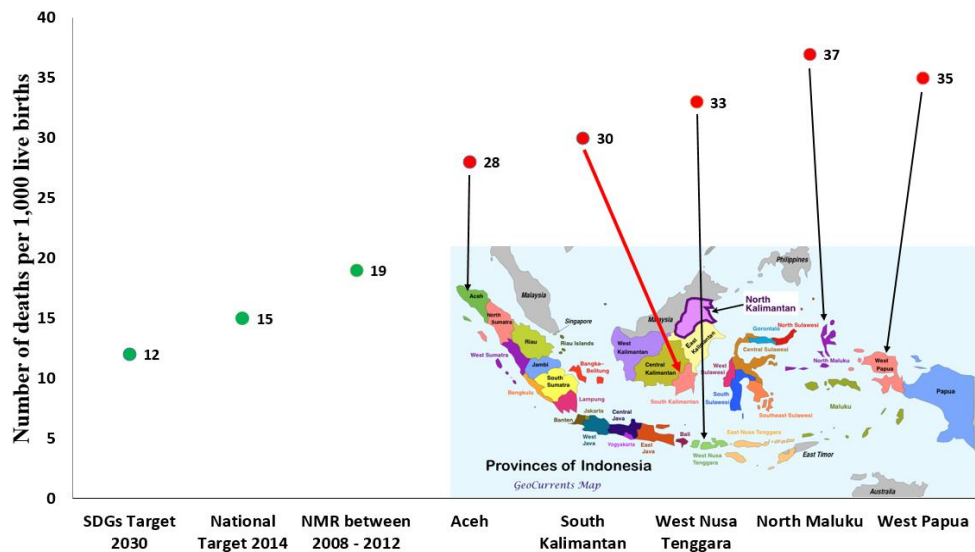 Number of deaths per 1,000 live births
40
35
30
25
20
15
10
5
0
12
15
19
28
30
33
37
35
Philippines
Malaysia
North
Kalimantan
Malaysia
Aceh
North
Sumatra
Singapore
Riau
Riau Islands
West Sumatra
Jambi
Bangka-
Belitung
South
Sumatra
Bengkulu
Lampung
West
Kalimantan
Central
Kalimantan
East
Kalimantan
South Kalimantan
Gorontalo
North Sulawesi
Central Sulawesi
West
Sulawesi
South
Sulawesi
Southeast Sulawesi
North Maluku
Maluku
West
Papua
Papua
Banten
Jakarta
West
Java
Central
Java
Yogyakarta
East
Java
Bali
West Nusa
Tenggara
East Nusa Tenggara
East Timor
Australia
Provinces of Indonesia
GeoCurrents Map
SDGs Target
2030
National
Target 2014
NMR between
2008 - 2012
Aceh
South
Kalimantan
West Nusa
Tenggara
North Maluku
West Papua